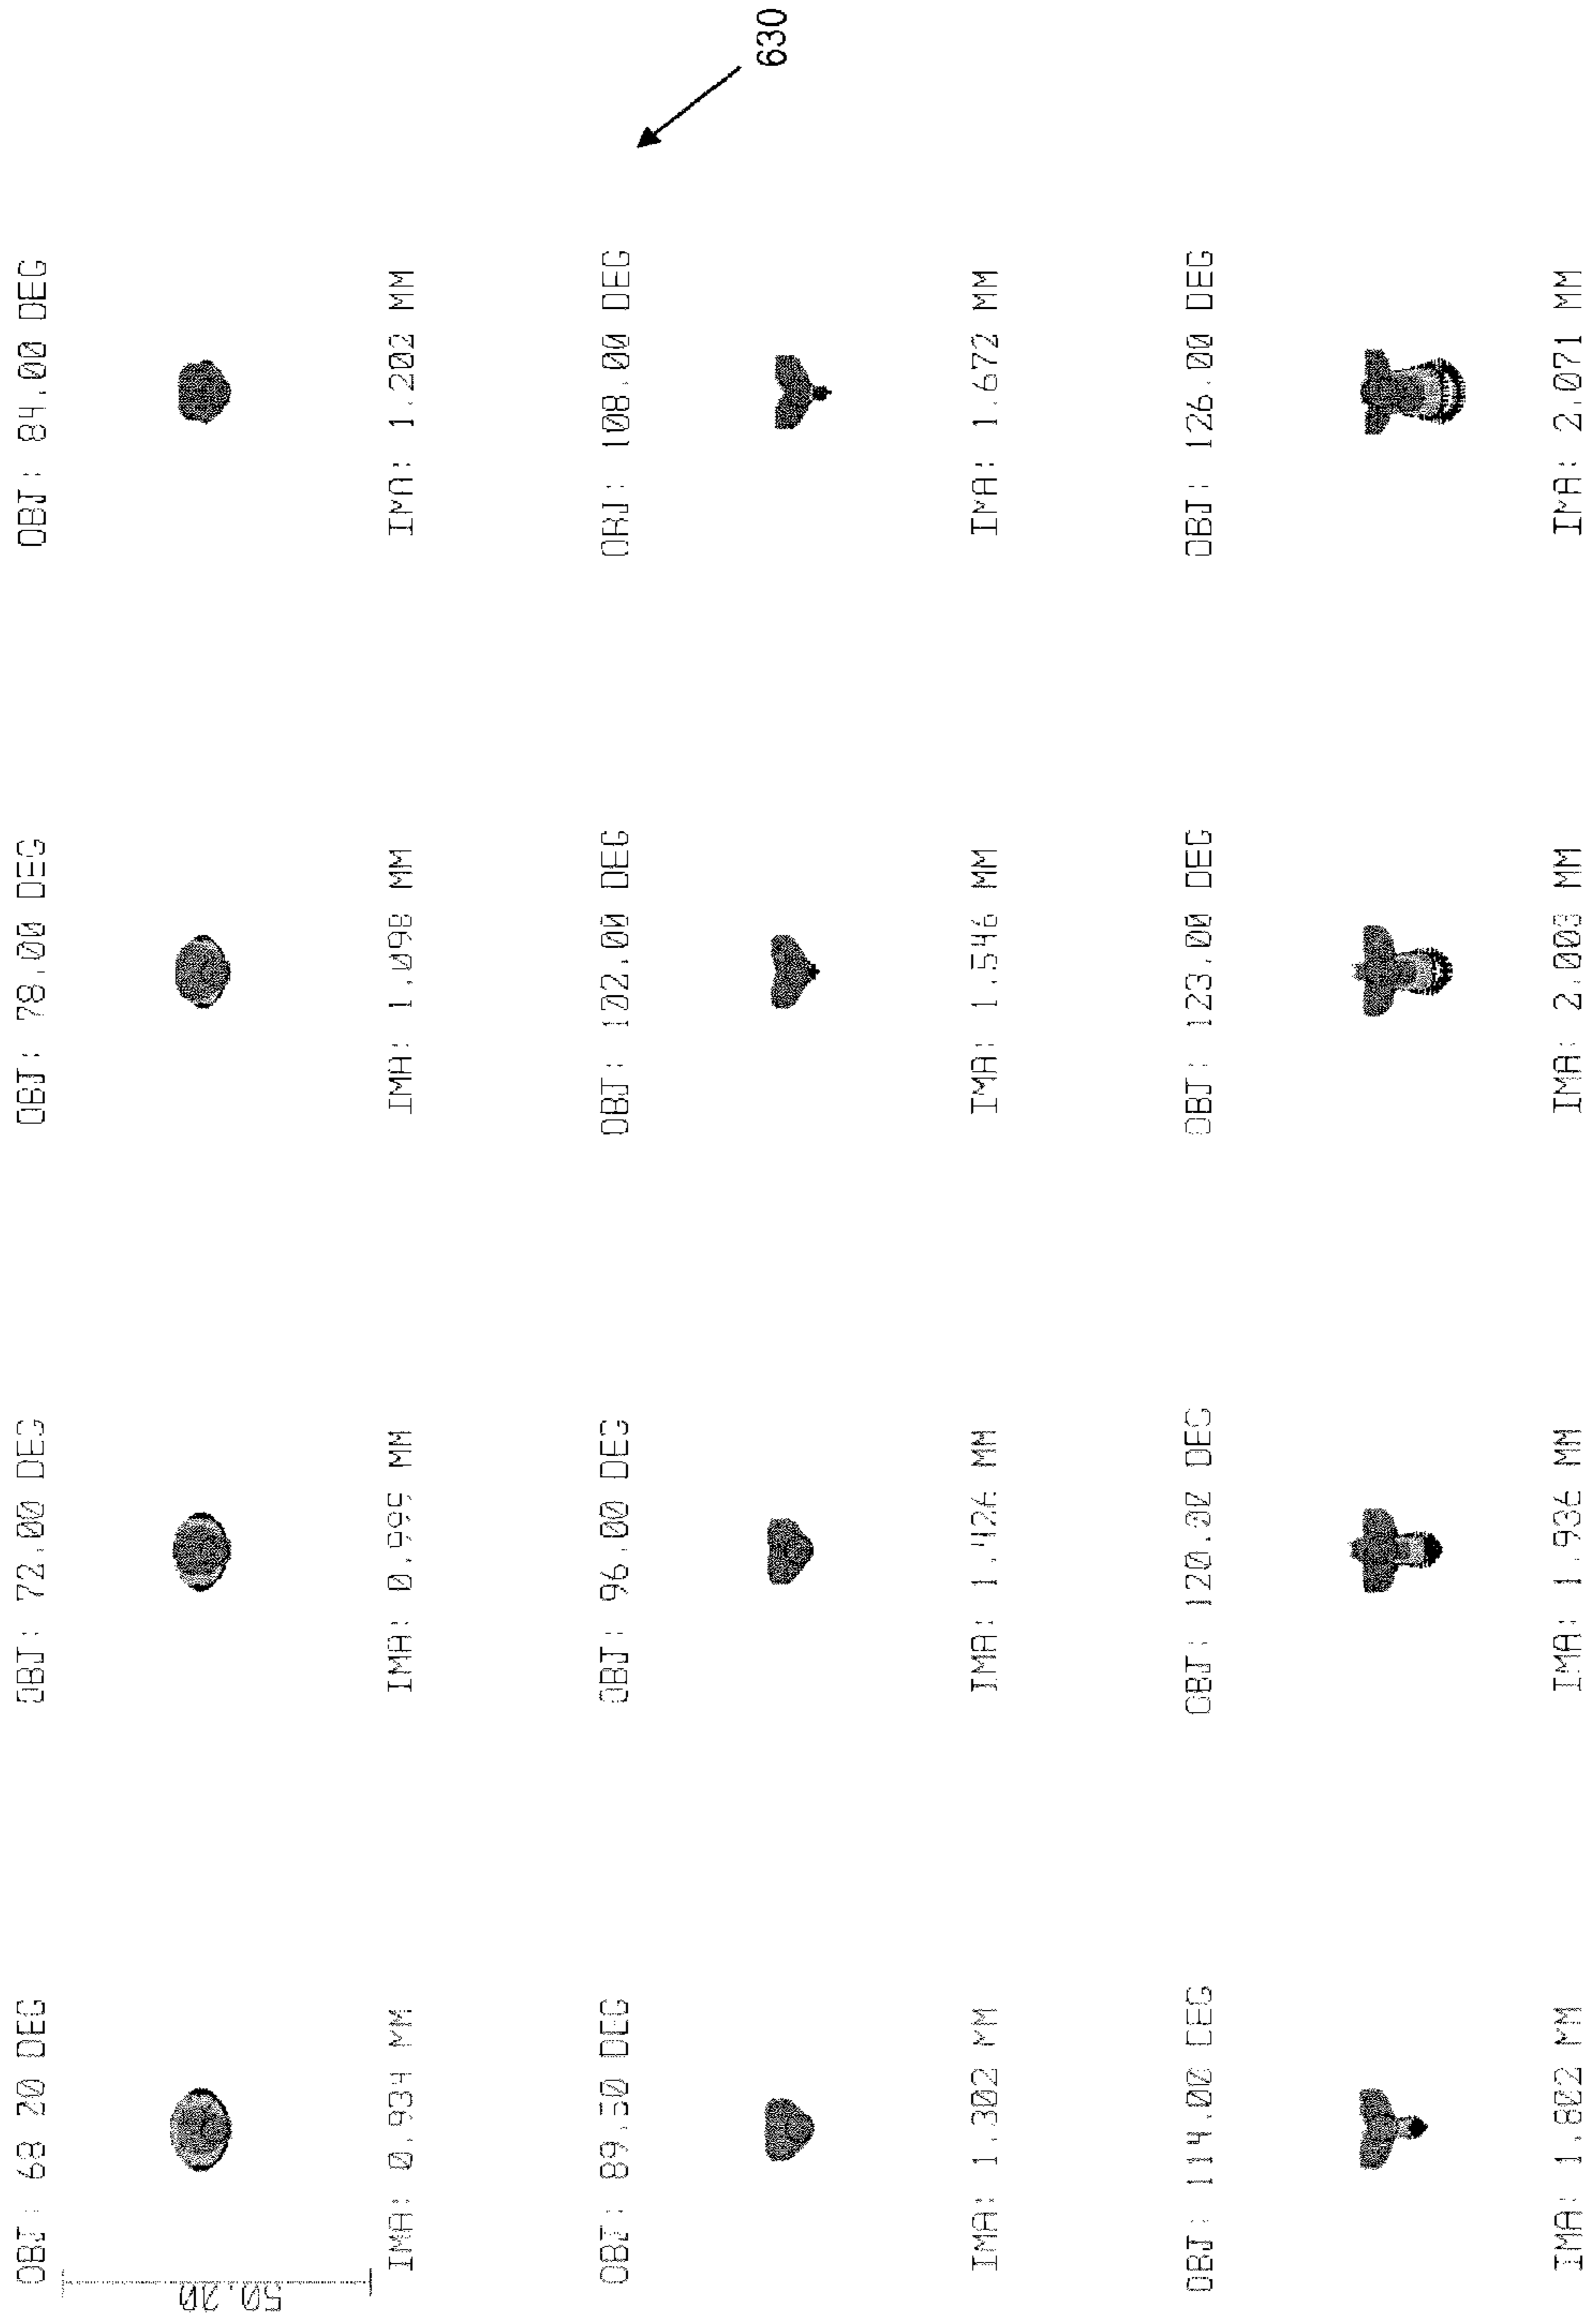 OBJ: 68.00 DEG
OBJ: 72.00 DEG
OBJ: 78.00 DEG
OBJ: 84.00 DEG
50.00
IMA: 0.934 MM
IMA: 0.995 MM
IMA: 1.098 MM
IMA: 1.202 MM
OBJ: 89.50 DEG
OBJ: 96.00 DEG
OBJ: 102.00 DEG
OBJ: 108.00 DEG
630
IMA: 1.302 MM
IMA: 1.426 MM
IMA: 1.546 MM
IMA: 1.672 MM
OBJ: 114.00 DEG
OBJ: 120.00 DEG
OBJ: 123.00 DEG
OBJ: 126.00 DEG
IMA: 1.802 MM
IMA: 1.936 MM
IMA: 2.003 MM
IMA: 2.071 MM